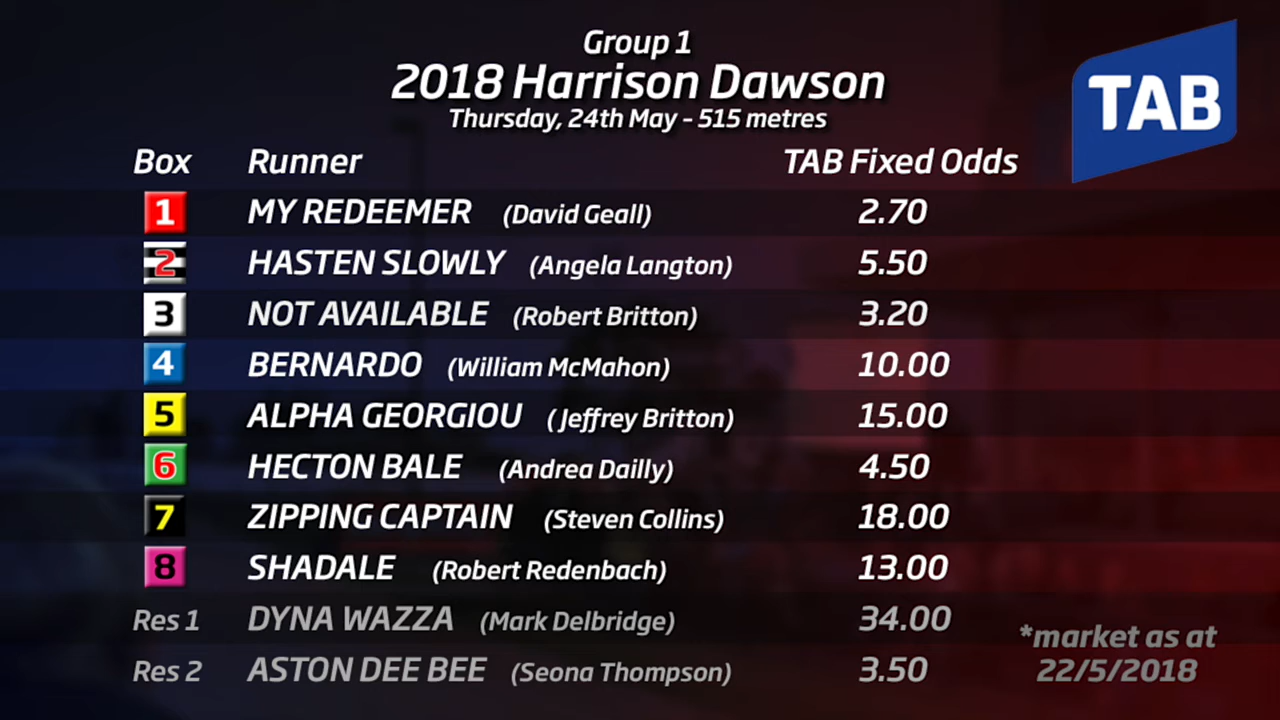 Group 1
2018 Harrison Dawson
Thursday, 24th May - 515 metres
TAB
Box Runner TAB Fixed Odds
1 MY REDEEMER (David Geall) 2.70
2 HASTEN SLOWLY (Angela Langton) 5.50
3 NOT AVAILABLE (Robert Britton) 3.20
4 BERNARDO (William McMahon) 10.00
5 ALPHA GEORGIOU (Jeffrey Britton) 15.00
6 HECTON BALE (Andrea Dailly) 4.50
7 ZIPPING CAPTAIN (Steven Collins) 18.00
8 SHADALE (Robert Redenbach) 13.00
Res 1 DYNA WAZZA (Mark Delbridge) 34.00
Res 2 ASTON DEE BEE (Seona Thompson) 3.50
*market as at
22/5/2018